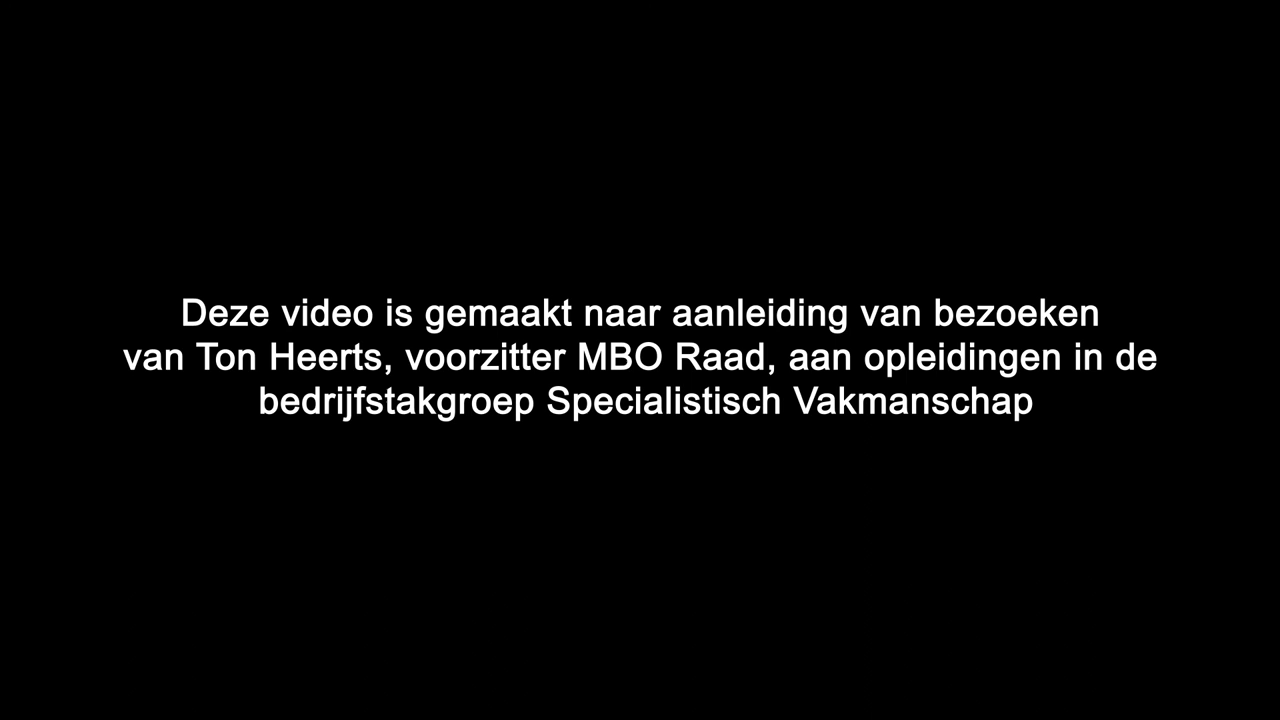 Deze video is gemaakt naar aanleiding van bezoeken
van Ton Heerts, voorzitter MBO Raad, aan opleidingen in de
bedrijfstakgroep Specialistisch Vakmanschap